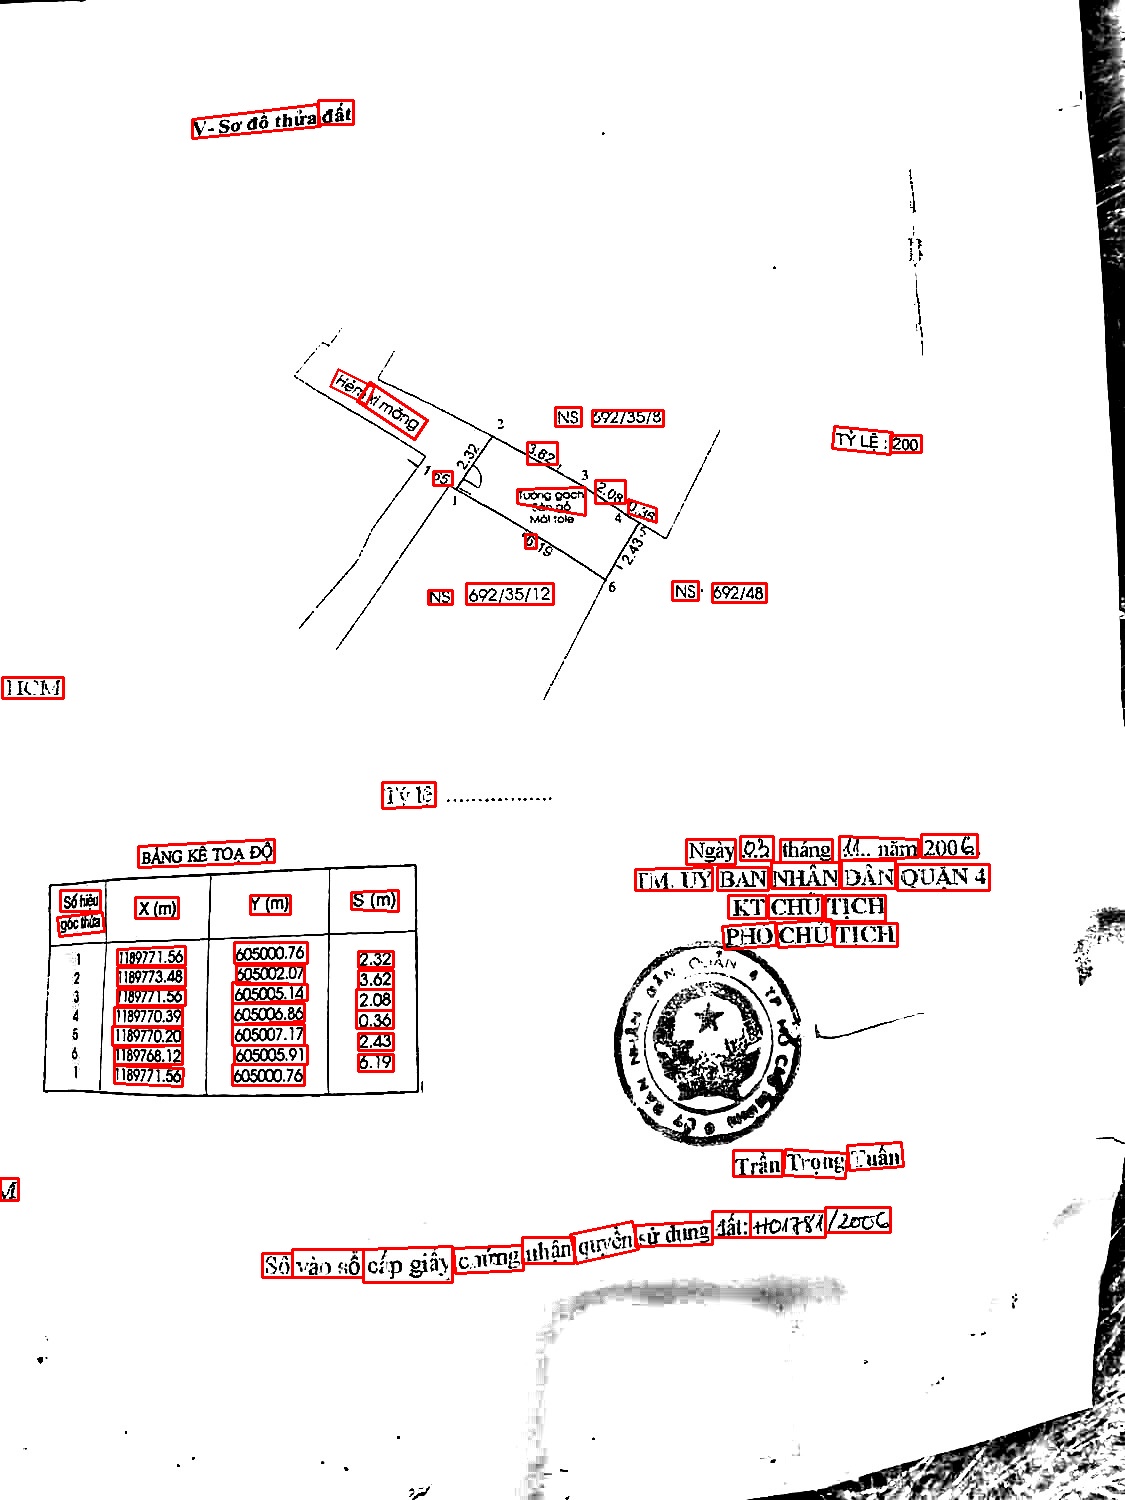 V- Sơ đồ thửa đất
Hẻm xi măng
2
NS 692/35/8
TỶ LỆ : 200
3.62
2.32
3
1
2.08
0.36
Tường gạch
Sàn gỗ
Mái tole
4
6.19
2.43
6
NS 692/35/12
NS 692/48
HCM
Tỷ lệ ..................
BẢNG KÊ TOẠ ĐỘ
Số hiệu góc thửa X (m) Y (m) S (m)
1 1189771.56 605000.76
2.32
2 1189773.48 605002.07
3.62
3 1189771.56 605005.14
2.08
4 1189770.39 605006.86
0.36
5 1189770.20 605007.17
2.43
6 1189768.12 605005.91
6.19
1 1189771.56 605000.76
Ngày 03 tháng 11.. năm 2006.
TM. ỦY BAN NHÂN DÂN QUẬN 4
KT CHỦ TỊCH
PHÓ CHỦ TỊCH
ỦY BAN NHÂN DÂN QUẬN 4 TP HỒ CHÍ MINH
Trần Trọng Tuấn
Số vào sổ cấp giấy chứng nhận quyền sử dụng đất: H01781/2006